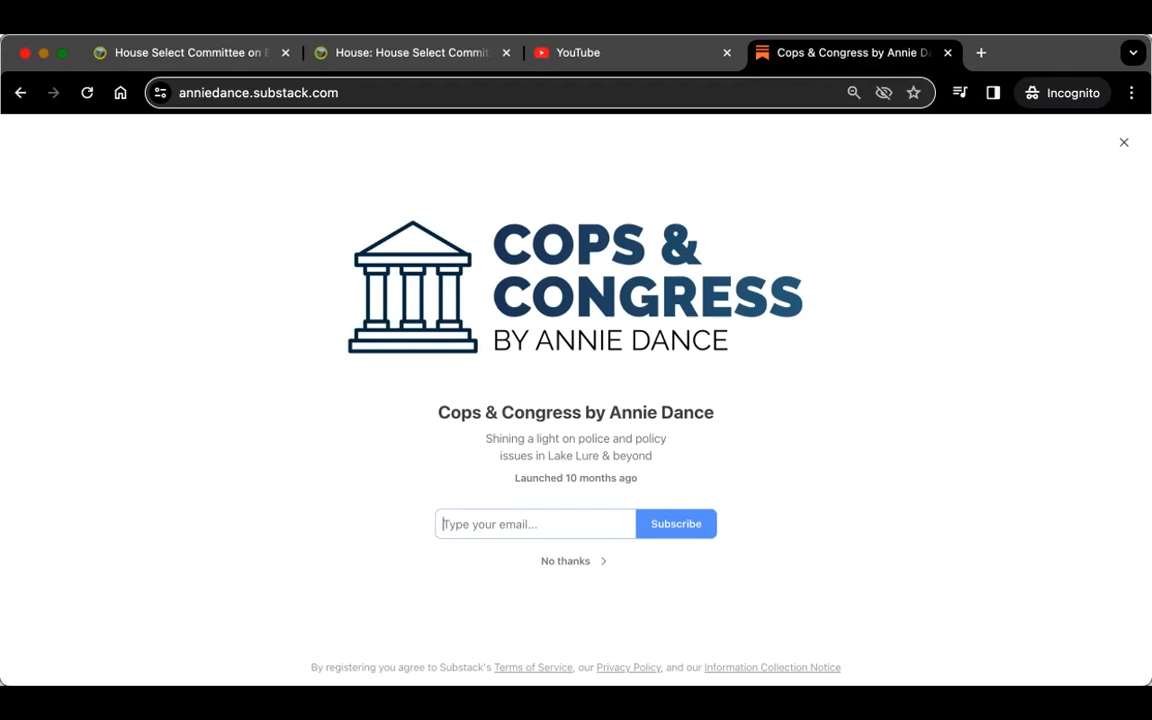 House Select Committee on
House: House Select Commit
YouTube
Cops & Congress by Annie D
anniedance.substack.com
Incognito
COPS &
CONGRESS
BY ANNIE DANCE
Cops & Congress by Annie Dance
Shining a light on police and policy
issues in Lake Lure & beyond
Launched 10 months ago
Type your email...
Subscribe
No thanks
By registering you agree to Substack's Terms of Service, our Privacy Policy, and our Information Collection Notice